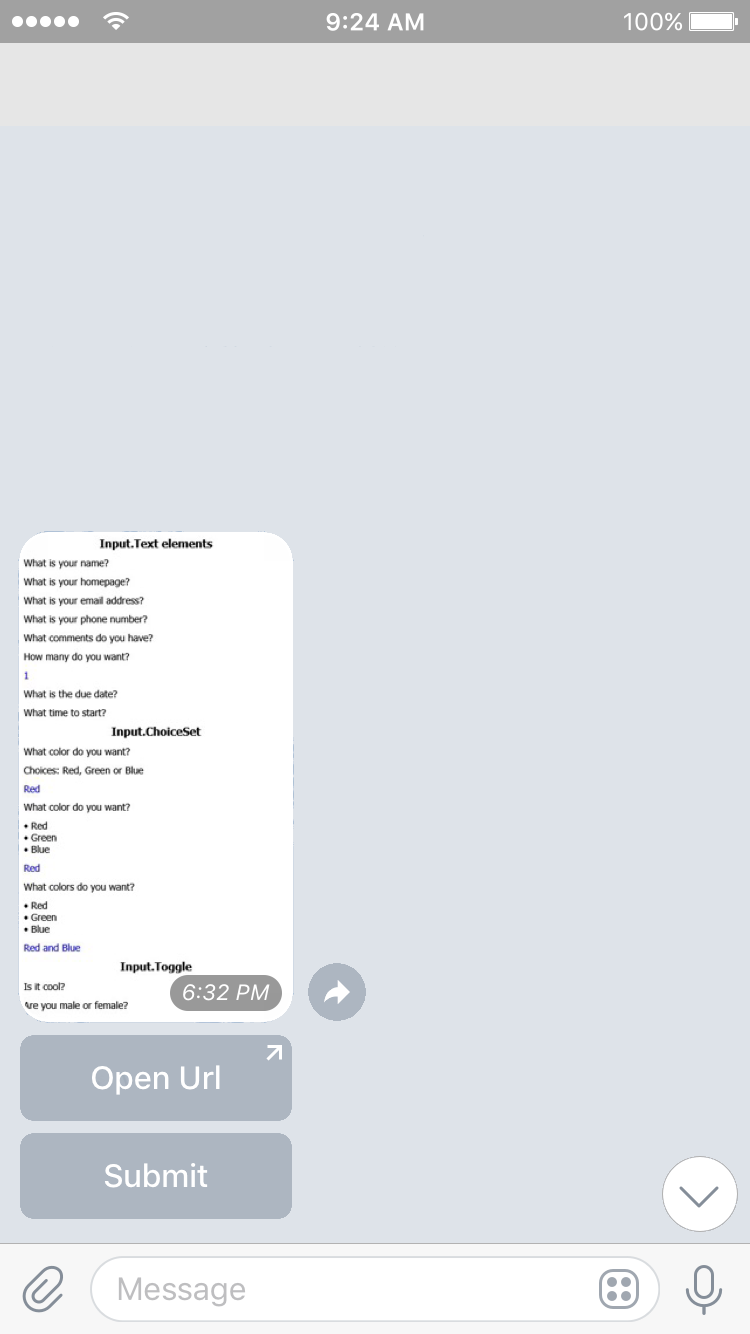 9:24 AM
100%
Input.Text elements
What is your name?
What is your homepage?
What is your email address?
What is your phone number?
What comments do you have?
How many do you want?
1
What is the due date?
What time to start?
Input.ChoiceSet
What color do you want?
Choices: Red, Green or Blue
Red
What color do you want?
• Red
• Green
• Blue
Red
What colors do you want?
• Red
• Green
• Blue
Red and Blue
Input.Toggle
Is it cool?
Are you male or female?
6:32 PM
Open Url
Submit
Message